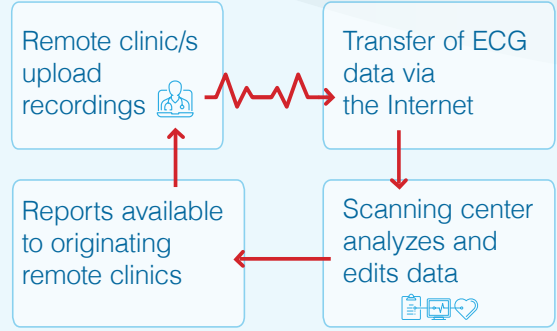 Remote clinic/s
upload
recordings
Transfer of ECG
data via
the Internet
Reports available
to originating
remote clinics
Scanning center
analyzes and
edits data